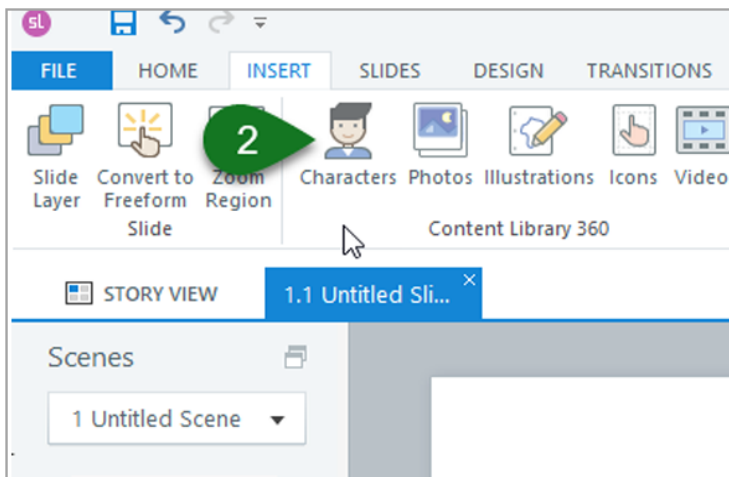 sL
FILE HOME INSERT SLIDES DESIGN TRANSITIONS
2
Slide Layer Convert to Freeform Zoom Region Characters Photos Illustrations Icons Video
Slide Content Library 360
STORY VIEW 1.1 Untitled Sli... ×
Scenes
1 Untitled Scene